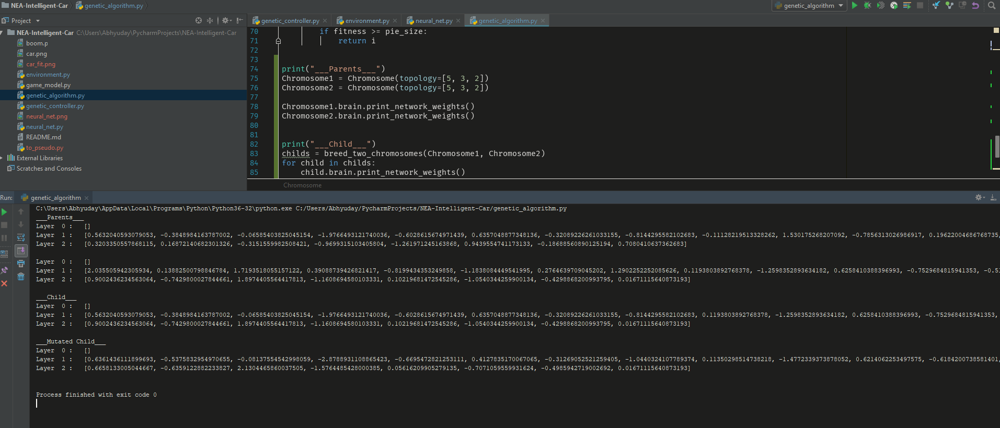 NEA-Intelligent-Car genetic_algorithm.py genetic_algorithm
Project genetic_controller.py environment.py neural_net.py genetic_algorithm.py
NEA-Intelligent-Car C:\Users\Abhyuday\PycharmProjects\NEA-Intelligent-Car
boom.p
car.png
car_fit.png
environment.py
game_model.py
genetic_algorithm.py
genetic_controller.py
neural_net.png
neural_net.py
README.md
to_pseudo.py
External Libraries
Scratches and Consoles
70 if fitness >= pie_size:
71 return i
72
73
74 print("___Parents___")
75 Chromosome1 = Chromosome(topology=[5, 3, 2])
76 Chromosome2 = Chromosome(topology=[5, 3, 2])
77
78 Chromosome1.brain.print_network_weights()
79 Chromosome2.brain.print_network_weights()
80
81
82 print("___Child___")
83 childs = breed_two_chromosomes(Chromosome1, Chromosome2)
84 for child in childs:
85 child.brain.print_network_weights()
Chromosome
Run: genetic_algorithm
C:\Users\Abhyuday\AppData\Local\Programs\Python\Python36-32\python.exe C:/Users/Abhyuday/PycharmProjects/NEA-Intelligent-Car/genetic_algorithm.py
___Parents___
Layer 0 : []
Layer 1 : [0.5632040593079053, -0.3848984163787002, -0.06585403825045154, -1.9766493121740036, -0.6028615674971439, 0.6357048877348136, -0.32089226261033155, -0.8144295582102683, -0.11128219513328262, 1.530175268207092, -0.7856313026986917, 0.19622004686768735,
Layer 2 : [0.3203350557868115, 0.16872140682301326, -0.3151559982508421, -0.9699315103405804, -1.261971245163868, 0.9439554741173133, -0.18688560890125194, 0.7080410637362683]
Layer 0 : []
Layer 1 : [2.035505942305934, 0.13882500798846784, 1.7193518055157122, 0.39088739426821417, -0.8199434353249858, -1.1838084449541995, 0.2764639709045202, 1.2902252252085626, 0.1193803892768378, -1.2598352893634182, 0.6258410388396993, -0.7529684815941353, -0.51
Layer 2 : [0.9002436234563064, -0.7429800027844661, 1.8974405564417813, -1.1608694580103331, 0.10219681472545286, -1.0540344259900134, -0.4298868200993795, 0.01671115640873193]
___Child___
Layer 0 : []
Layer 1 : [0.5632040593079053, -0.3848984163787002, -0.06585403825045154, -1.9766493121740036, -0.6028615674971439, 0.6357048877348136, -0.32089226261033155, -0.8144295582102683, 0.1193803892768378, -1.2598352893634182, 0.6258410388396993, -0.7529684815941353,
Layer 2 : [0.9002436234563064, -0.7429800027844661, 1.8974405564417813, -1.1608694580103331, 0.10219681472545286, -1.0540344259900134, -0.4298868200993795, 0.01671115640873193]
___Mutated Child___
Layer 0 : []
Layer 1 : [0.6361436111899693, -0.5375832954970655, -0.08137554542998059, -2.8788931108865423, -0.6695472821253111, 0.4127835170067065, -0.31269052521259405, -1.0440324107789374, 0.11350298514738218, -1.4772339373878052, 0.6214062253497575, -0.6184200738581401,
Layer 2 : [0.6658133005044667, -0.6359122882233827, 2.1304465860037505, -1.5764485428000385, 0.05616209905279135, -0.7071059559931624, -0.4985942719002692, 0.01671115640873193]
Process finished with exit code 0